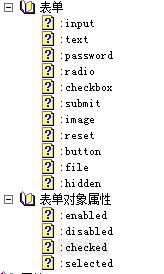 表单
:input
:text
:password
:radio
:checkbox
:submit
:image
:reset
:button
:file
:hidden
表单对象属性
:enabled
:disabled
:checked
:selected